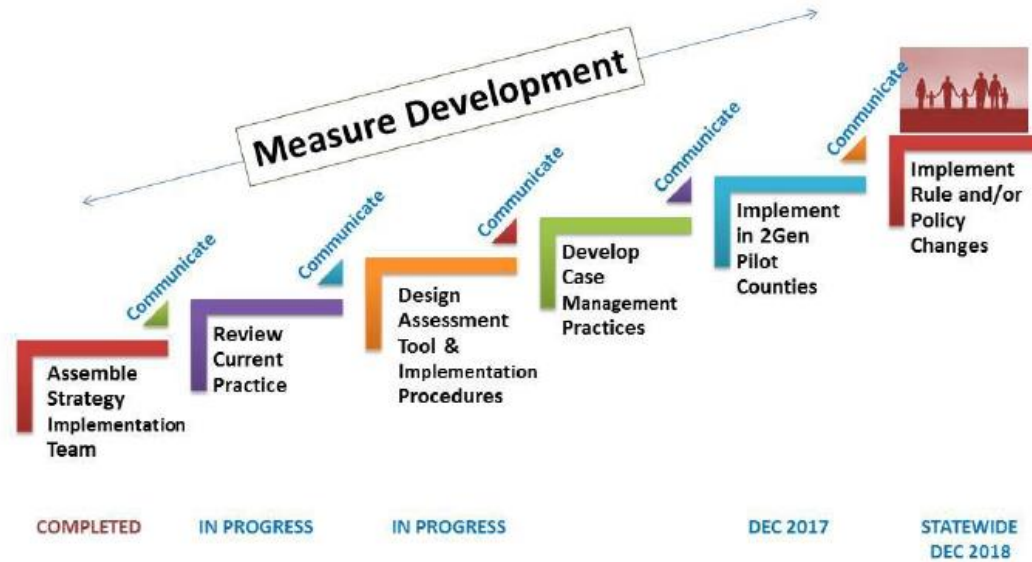 Measure Development
Communicate
Communicate
Communicate
Communicate
Communicate
Assemble
Strategy
Implementation
Team
Review
Current
Practice
Design
Assessment
Tool &
Implementation
Procedures
Develop
Case
Management
Practices
Implement
in 2Gen
Pilot
Counties
Implement
Rule and/or
Policy
Changes
COMPLETED
IN PROGRESS
IN PROGRESS
DEC 2017
STATEWIDE
DEC 2018